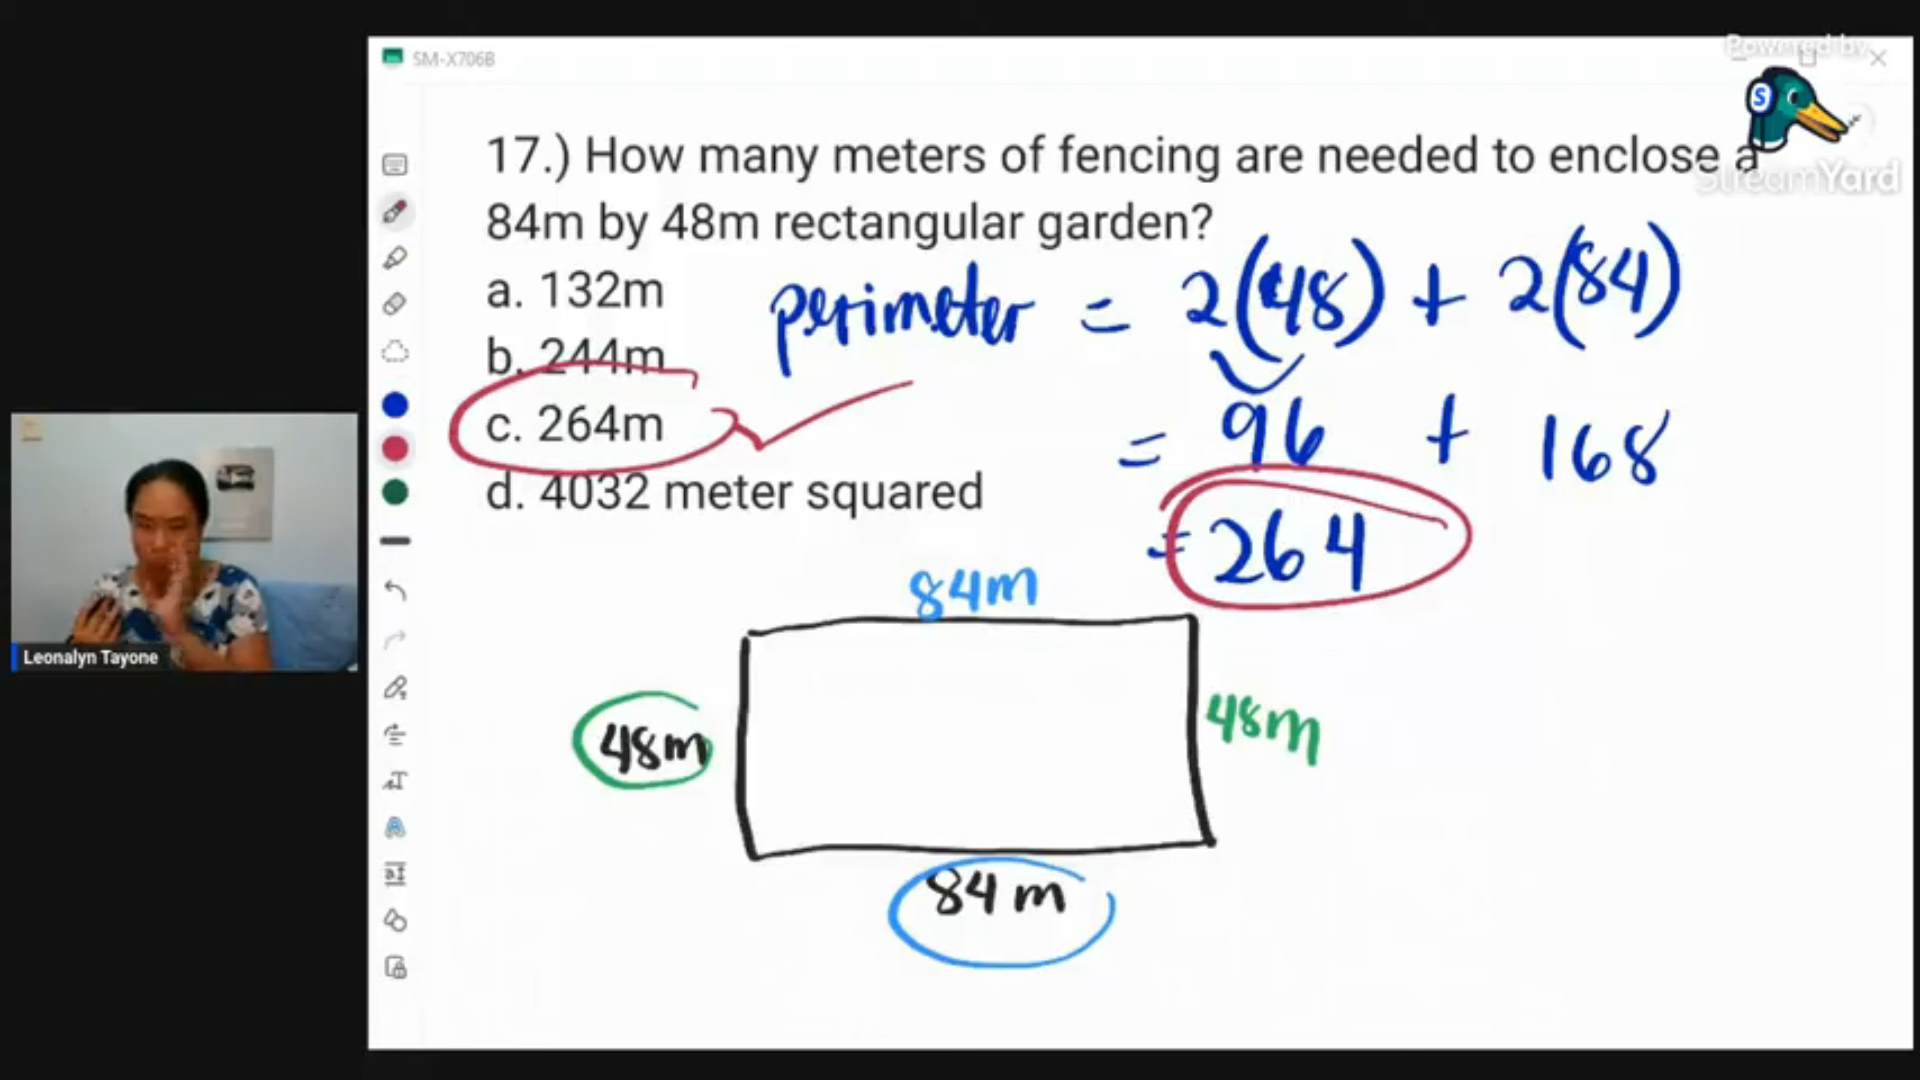 SM-X706B
Powered by
StreamYard
17.) How many meters of fencing are needed to enclose a
84m by 48m rectangular garden?
a. 132m
perimeter = 2(48) + 2(84)
b. 244m
c. 264m
= 96 + 168
d. 4032 meter squared
= 264
84m
48m
48m
84m
Leonalyn Tayone